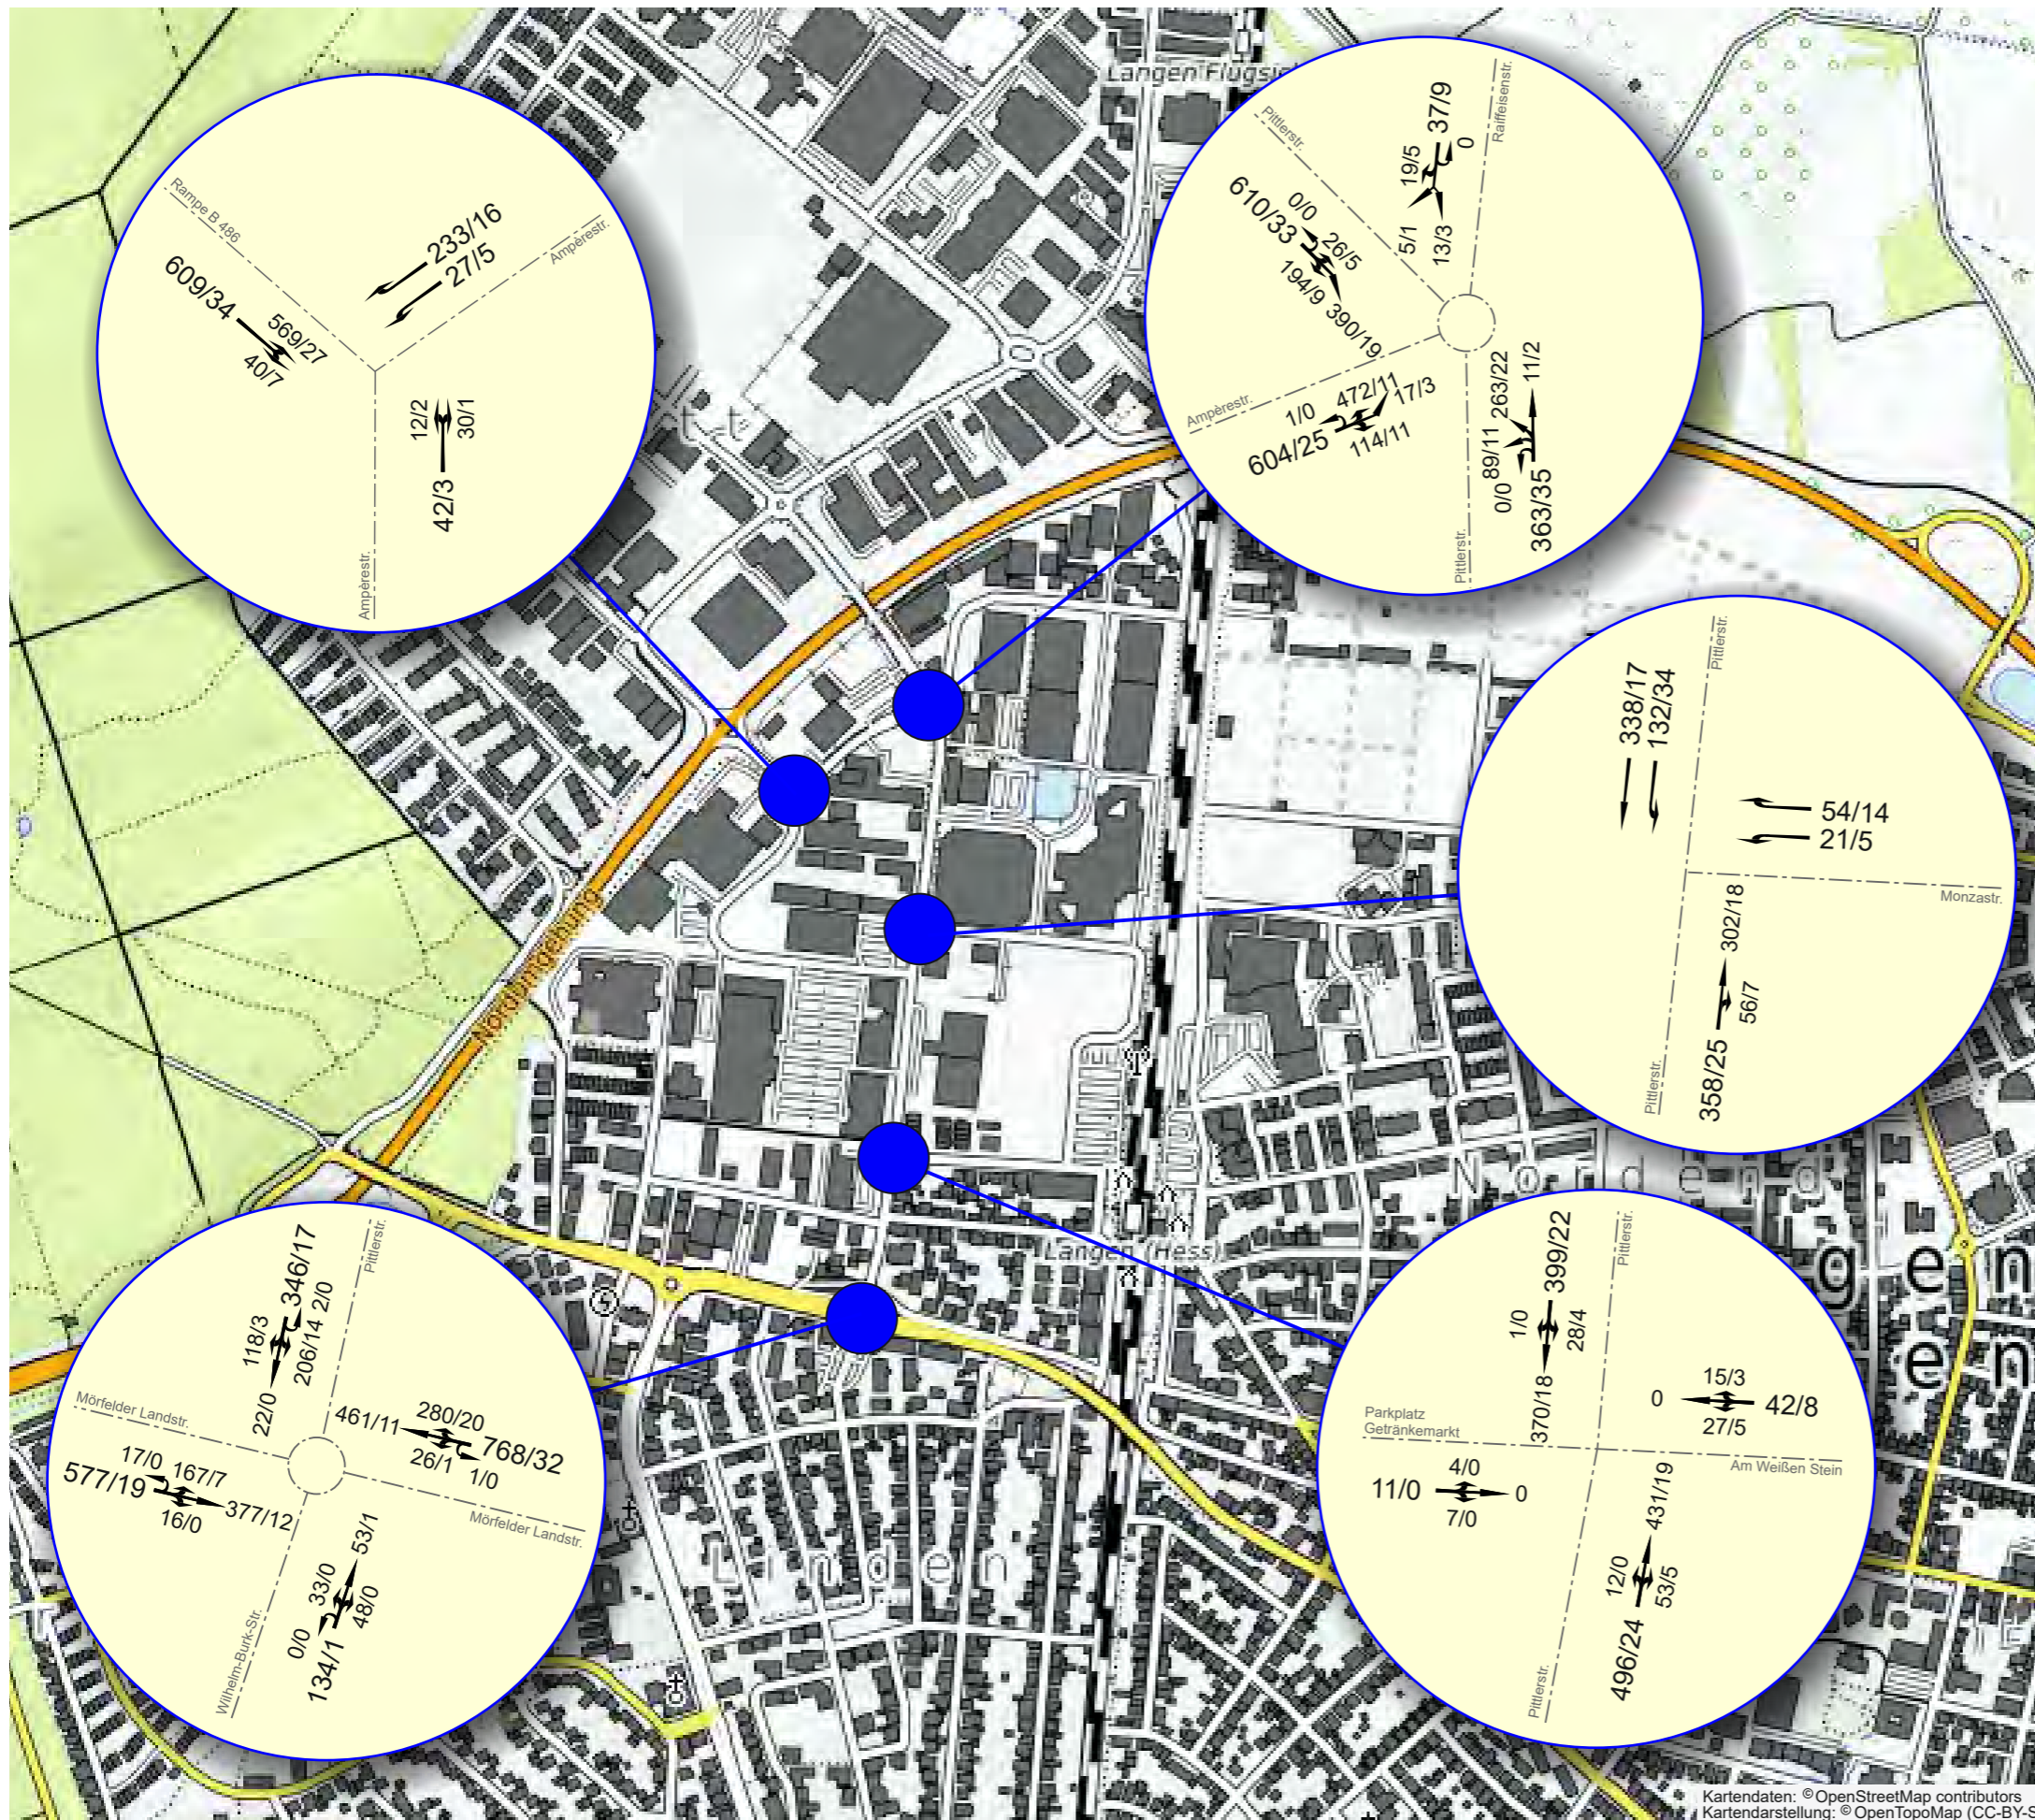 Langen Flugsi
Rampe B 486
Ampèrestr.
233/16
27/5
609/34
569/27
40/7
12/2
30/1
42/3
Ampèrestr.
Pittlerstr.
Raiffeisenstr.
37/9
0
19/5
5/1
13/3
610/33
0/0
26/5
194/9
390/19
Ampèrestr.
604/25
1/0
472/11
17/3
114/11
0/0
89/11
263/22
11/2
363/35
Pittlerstr.
Pittlerstr.
338/17
132/34
54/14
21/5
Monzastr.
302/18
56/7
358/25
Pittlerstr.
t t
Nordumgehung
Nordend
Langen (Hess)
Linden
gen
en
Pittlerstr.
346/17
118/3
2/0
206/14
22/0
Mörfelder Landstr.
461/11
280/20
768/32
26/1
1/0
17/0
167/7
577/19
377/12
16/0
Mörfelder Landstr.
53/1
33/0
48/0
0/0
134/1
Wilhelm-Burk-Str.
Pittlerstr.
399/22
1/0
28/4
370/18
15/3
0
42/8
27/5
Parkplatz
Getränkemarkt
Am Weißen Stein
4/0
11/0
0
7/0
431/19
12/0
53/5
496/24
Pittlerstr.
Kartendaten: © OpenStreetMap contributors
Kartendarstellung: © OpenTopoMap (CC-BY-